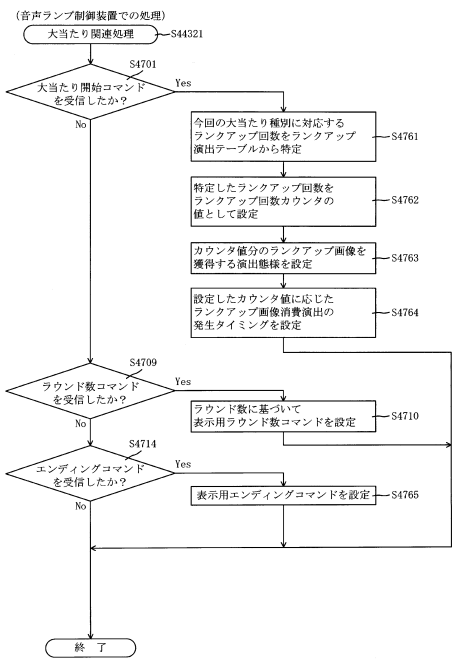 (音声ランプ制御装置での処理)
大当たり関連処理
S44321
大当たり開始コマンド
を受信したか？
S4701
Yes
No
今回の大当たり種別に対応する
ランクアップ回数をランクアップ
演出テーブルから特定
S4761
特定したランクアップ回数を
ランクアップ回数カウンタの
値として設定
S4762
カウンタ値分のランクアップ画像を
獲得する演出態様を設定
S4763
設定したカウンタ値に応じた
ランクアップ画像消費演出の
発生タイミングを設定
S4764
ラウンド数コマンド
を受信したか？
S4709
Yes
No
ラウンド数に基づいて
表示用ラウンド数コマンドを設定
S4710
エンディングコマンド
を受信したか？
S4714
Yes
No
表示用エンディングコマンドを設定
S4765
終 了